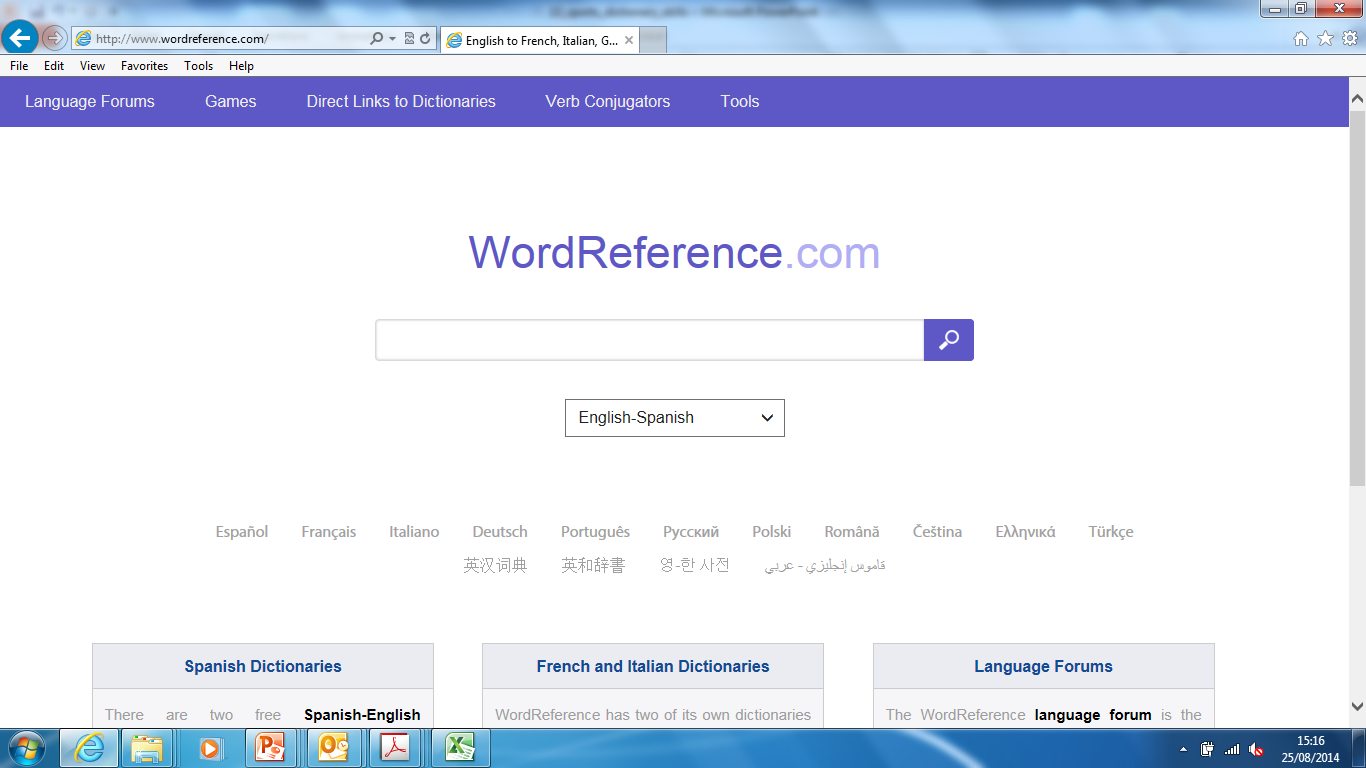 http://www.wordreference.com/
English to French, Italian, G...
File Edit View Favorites Tools Help
Language Forums Games Direct Links to Dictionaries Verb Conjugators Tools
WordReference.com
English-Spanish
Español Français Italiano Deutsch Português Русский Polski Română Čeština Ελληνικά Türkçe
英汉词典 英和辞書 영-한 사전 قاموس إنجليزي - عربي
Spanish Dictionaries French and Italian Dictionaries Language Forums
There are two free Spanish-English WordReference has two of its own dictionaries The WordReference language forum is the
15:16
25/08/2014